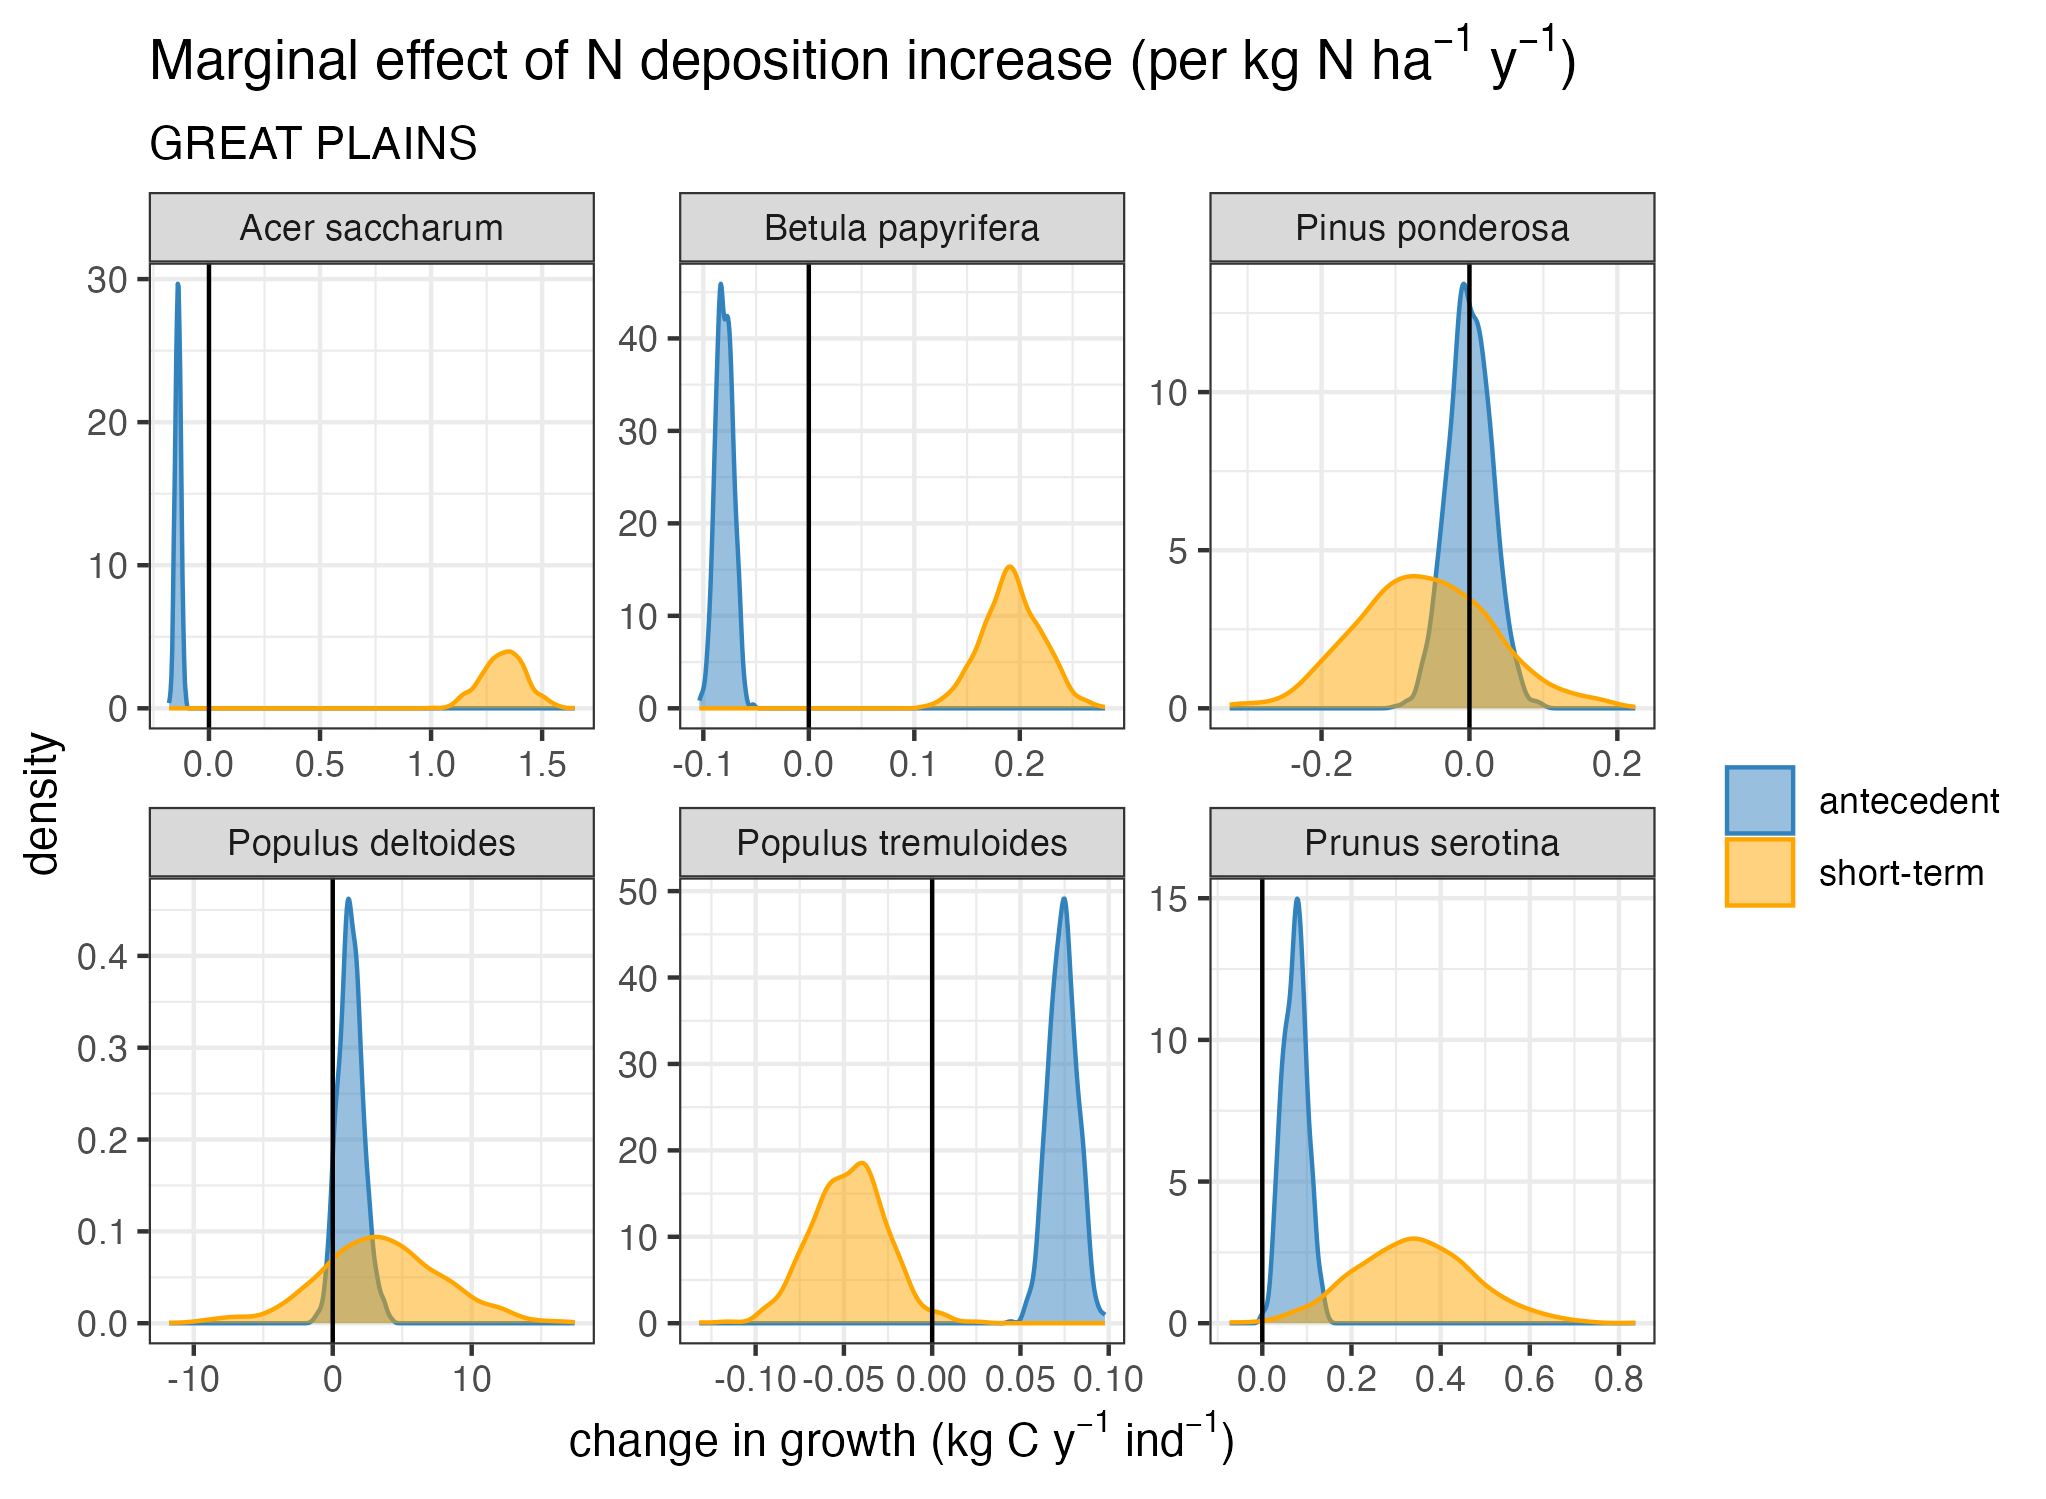 Marginal effect of N deposition increase (per kg N ha⁻¹ y⁻¹)
GREAT PLAINS
Acer saccharum
Betula papyrifera
Pinus ponderosa
30
20
10
0
0.0 0.5 1.0 1.5
40
30
20
10
0
-0.1 0.0 0.1 0.2
10
5
0
-0.2 0.0 0.2
density
antecedent
short-term
Populus deltoides
Populus tremuloides
Prunus serotina
0.4
0.3
0.2
0.1
0.0
-10 0 10
50
40
30
20
10
0
-0.10 -0.05 0.00 0.05 0.10
15
10
5
0
0.0 0.2 0.4 0.6 0.8
change in growth (kg C y⁻¹ ind⁻¹)